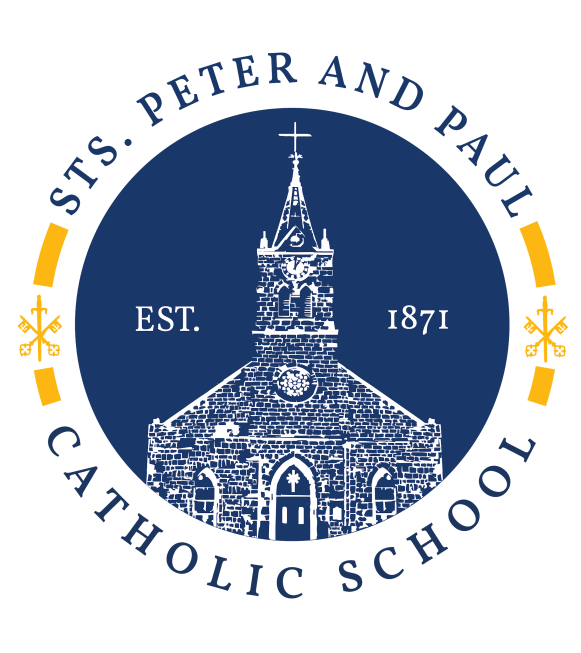 STS. PETER AND PAUL
EST. 1871
CATHOLIC SCHOOL